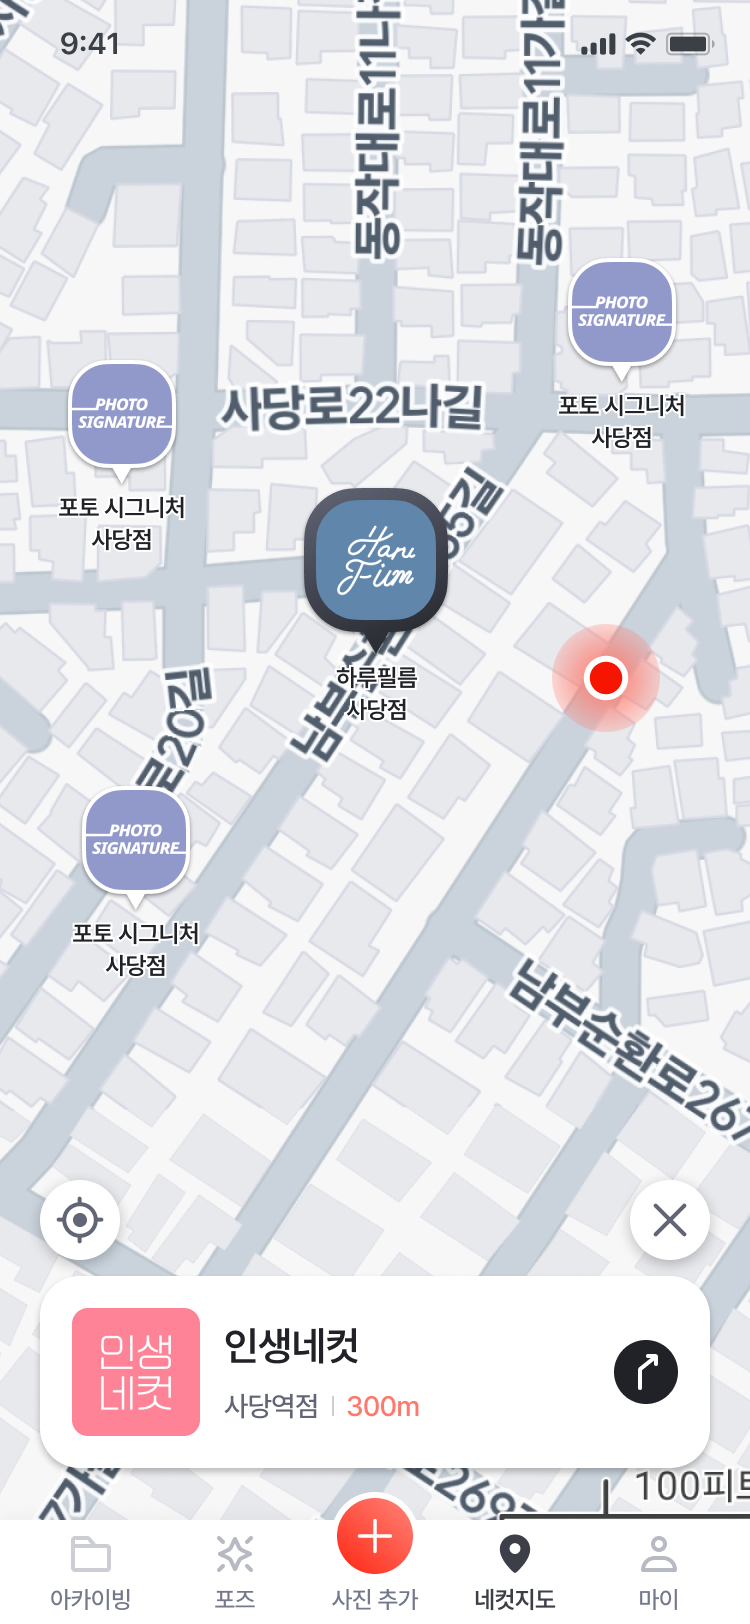 9:41
동작대로11나길
동작대로11가길
PHOTO
SIGNATURE
포토 시그니처
사당점
사당로22나길
PHOTO
SIGNATURE
포토 시그니처
사당점
Haru
Film
하루필름
사당점
PHOTO
SIGNATURE
포토 시그니처
사당점
남부순환로267
인생
네컷
인생네컷
사당역점
300m
100피트
아카이빙
포즈
사진 추가
네컷지도
마이